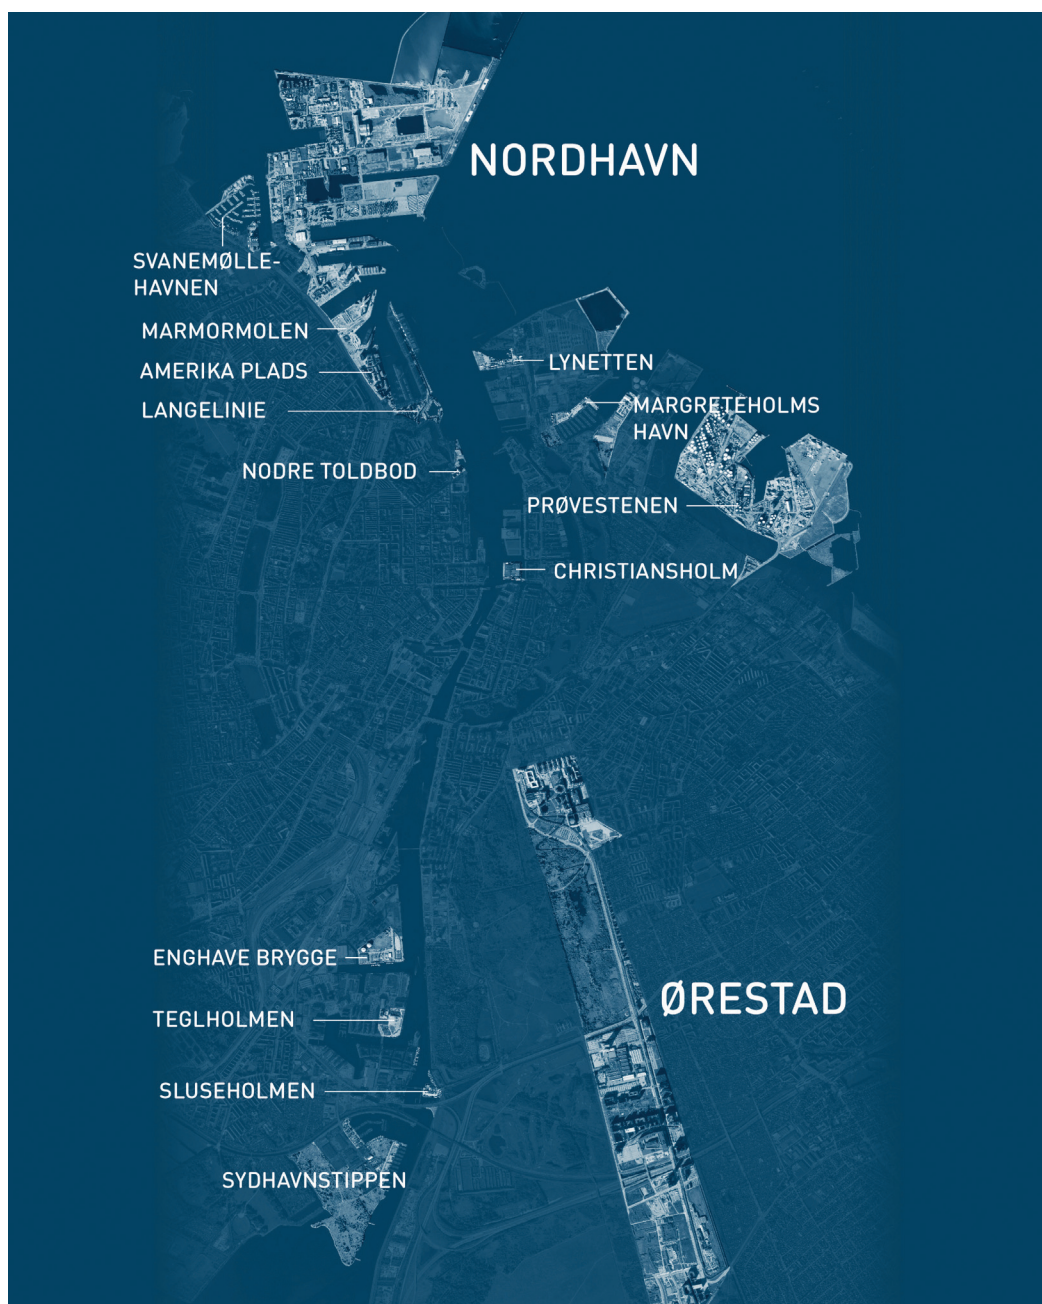 NORDHAVN
SVANEMØLLE-
HAVNEN
MARMORMOLEN
AMERIKA PLADS
LANGELINIE
LYNETTEN
MARGRETEHOLMS
HAVN
NODRE TOLDBOD
PRØVESTENEN
CHRISTIANSHOLM
ENGHAVE BRYGGE
ØRESTAD
TEGLHOLMEN
SLUSEHOLMEN
SYDHAVNSTIPPEN